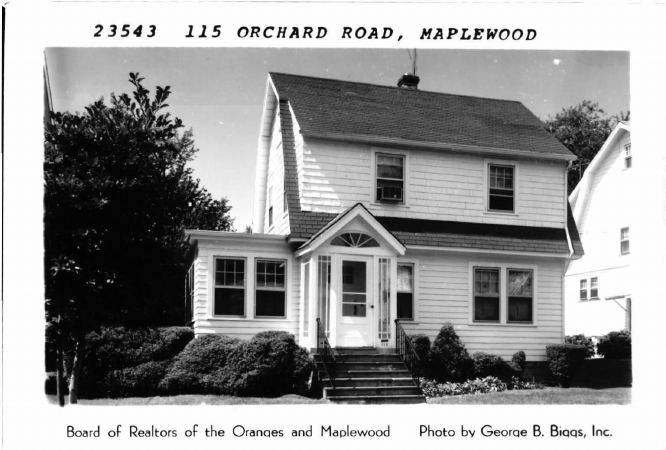 23543 115 ORCHARD ROAD, MAPLEWOOD
Board of Realtors of the Oranges and Maplewood Photo by George B. Biggs, Inc.